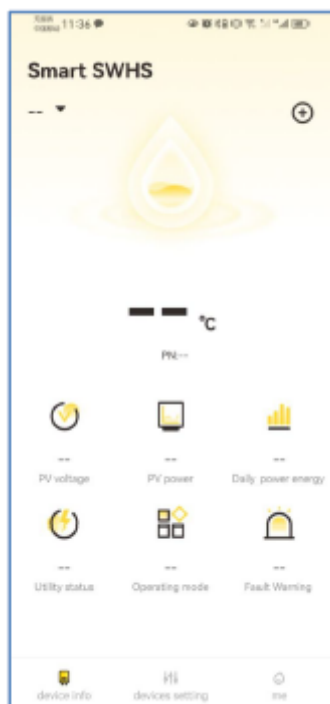 11:36
Smart SWHS
--
-- °C
PN:--
-- -- --
PV voltage PV power Daily power energy
-- -- --
Utility status Operating mode Fault Warning
device info devices setting me